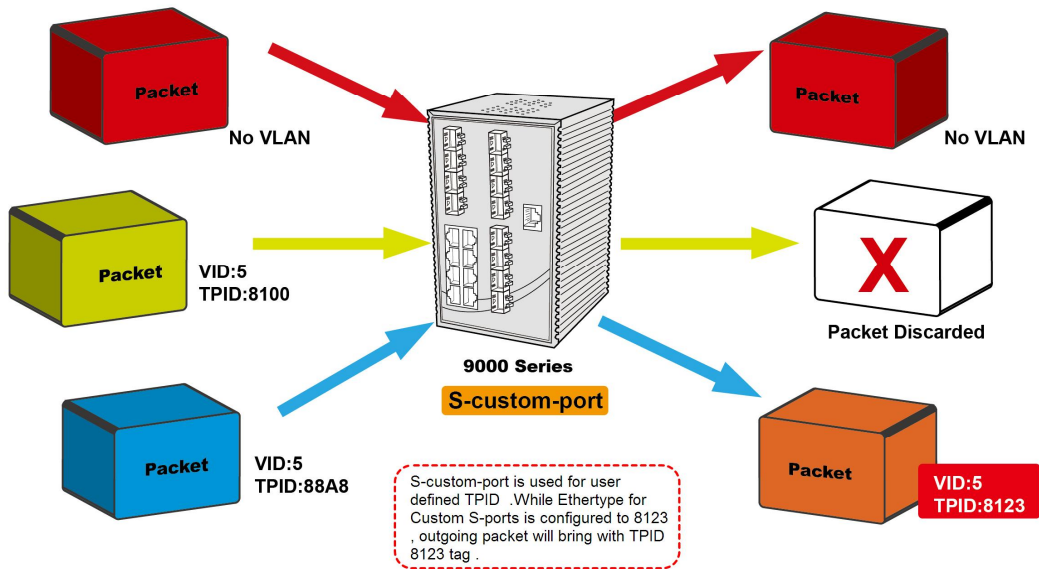 Packet
No VLAN
Packet
No VLAN
Packet
VID:5
TPID:8100
X
Packet Discarded
9000 Series
S-custom-port
Packet
VID:5
TPID:88A8
S-custom-port is used for user
defined TPID .While Ethertype for
Custom S-ports is configured to 8123
, outgoing packet will bring with TPID
8123 tag .
Packet
VID:5
TPID:8123